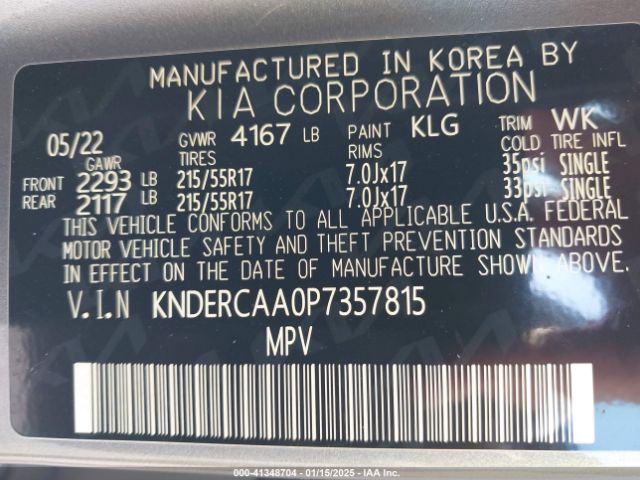 MANUFACTURED IN KOREA BY
KIA CORPORATION
05/22 GVWR 4167 LB PAINT KLG TRIM WK
GAWR TIRES RIMS COLD TIRE INFL
FRONT 2293 LB 215/55R17 7.0Jx17 35psi SINGLE
REAR 2117 LB 215/55R17 7.0Jx17 33psi SINGLE
THIS VEHICLE CONFORMS TO ALL APPLICABLE U.S.A. FEDERAL
MOTOR VEHICLE SAFETY AND THEFT PREVENTION STANDARDS
IN EFFECT ON THE DATE OF MANUFACTURE SHOWN ABOVE.
V.I.N KNDERCAA0P7357815
MPV
000-41348704 — 01/15/2025 — IAA Inc.